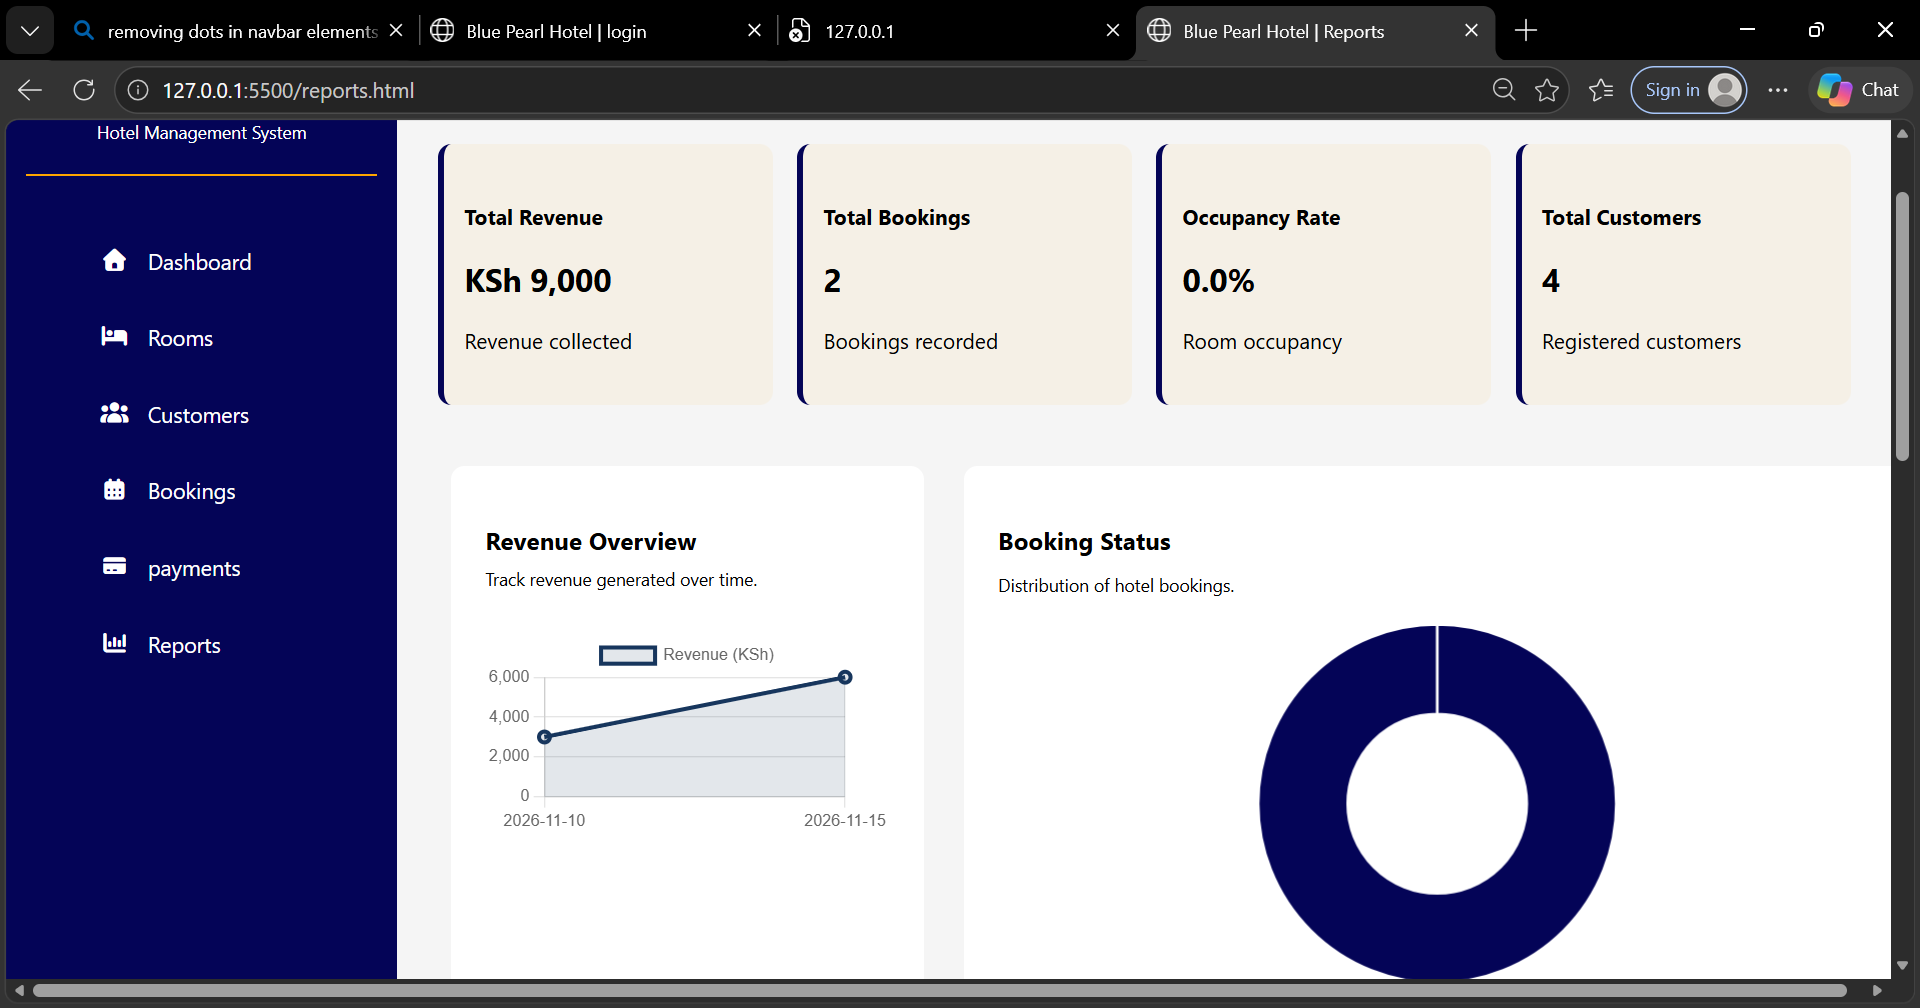 removing dots in navbar elements
Blue Pearl Hotel | login
127.0.0.1
Blue Pearl Hotel | Reports
127.0.0.1:5500/reports.html
Sign in
Chat
Hotel Management System
Dashboard
Rooms
Customers
Bookings
payments
Reports
Total Revenue
KSh 9,000
Revenue collected
Total Bookings
2
Bookings recorded
Occupancy Rate
0.0%
Room occupancy
Total Customers
4
Registered customers
Revenue Overview
Track revenue generated over time.
Revenue (KSh)
6,000
4,000
2,000
0
2026-11-10
2026-11-15
Booking Status
Distribution of hotel bookings.